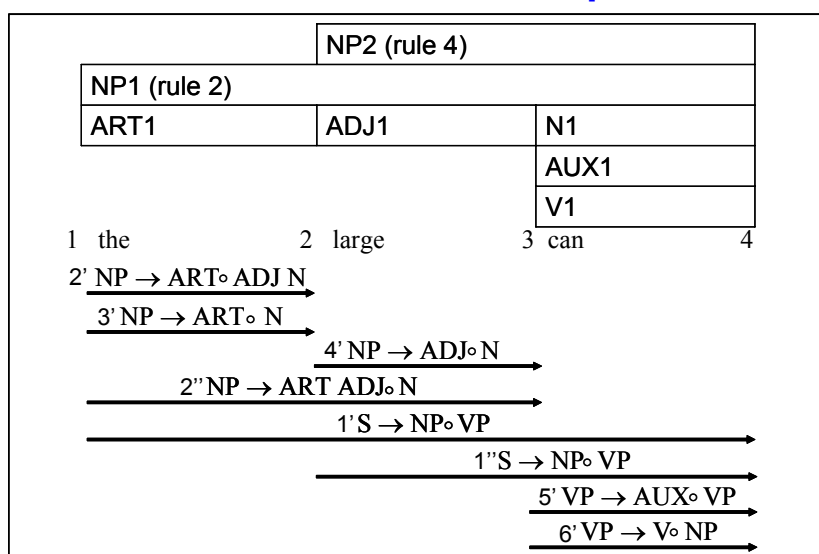 NP2 (rule 4)
NP1 (rule 2)
ART1 ADJ1 N1
AUX1
V1
1 the 2 large 3 can 4
2' NP → ART∘ ADJ N
3' NP → ART∘ N
4' NP → ADJ∘ N
2'' NP → ART ADJ∘ N
1' S → NP∘ VP
1'' S → NP∘ VP
5' VP → AUX∘ VP
6' VP → V∘ NP